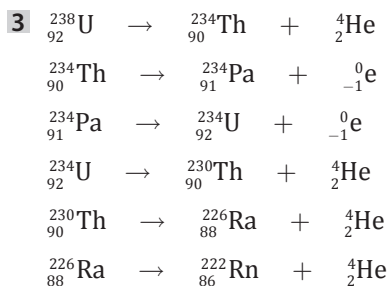 3 ²³⁸₉₂U → ²³⁴₉₀Th + ⁴₂He
²³⁴₉₀Th → ²³⁴₉₁Pa + ⁰₋₁e
²³⁴₉₁Pa → ²³⁴₉₂U + ⁰₋₁e
²³⁴₉₂U → ²³⁰₉₀Th + ⁴₂He
²³⁰₉₀Th → ²²⁶₈₈Ra + ⁴₂He
²²⁶₈₈Ra → ²²²₈₆Rn + ⁴₂He